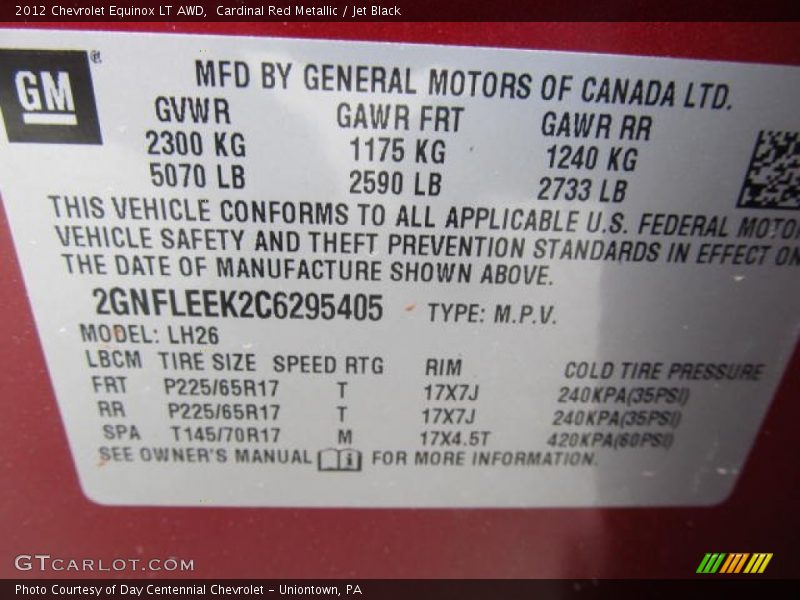 2012 Chevrolet Equinox LT AWD,  Cardinal Red Metallic / Jet Black
GM®
MFD BY GENERAL MOTORS OF CANADA LTD.
GVWR GAWR FRT GAWR RR
2300 KG 1175 KG 1240 KG
5070 LB 2590 LB 2733 LB
THIS VEHICLE CONFORMS TO ALL APPLICABLE U.S. FEDERAL MOTO
VEHICLE SAFETY AND THEFT PREVENTION STANDARDS IN EFFECT ON
THE DATE OF MANUFACTURE SHOWN ABOVE.
2GNFLEEK2C6295405 TYPE: M.P.V.
MODEL: LH26
LBCM TIRE SIZE SPEED RTG RIM COLD TIRE PRESSURE
FRT P225/65R17 T 17X7J 240KPA(35PSI)
RR P225/65R17 T 17X7J 240KPA(35PSI)
SPA T145/70R17 M 17X4.5T 420KPA(60PSI)
SEE OWNER'S MANUAL FOR MORE INFORMATION.
GTCARLOT.COM
Photo Courtesy of Day Centennial Chevrolet - Uniontown, PA